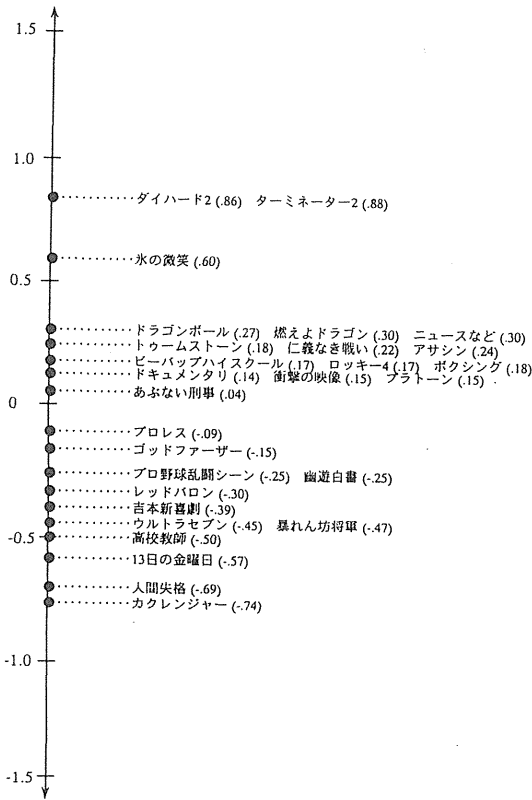 1.5
1.0
ダイハード2 (.86) ターミネーター2 (.88)
氷の微笑 (.60)
0.5
ドラゴンボール (.27) 燃えよドラゴン (.30) ニュースなど (.30)
トゥームストーン (.18) 仁義なき戦い (.22) アサシン (.24)
ビーバップハイスクール (.17) ロッキー4 (.17) ボクシング (.18)
ドキュメンタリ (.14) 衝撃の映像 (.15) プラトーン (.15)
あぶない刑事 (.04)
0
プロレス (-.09)
ゴッドファーザー (-.15)
プロ野球乱闘シーン (-.25) 幽遊白書 (-.25)
レッドバロン (-.30)
吉本新喜劇 (-.39)
ウルトラセブン (-.45) 暴れん坊将軍 (-.47)
高校教師 (-.50)
-0.5
13日の金曜日 (-.57)
人間失格 (-.69)
カクレンジャー (-.74)
-1.0
-1.5